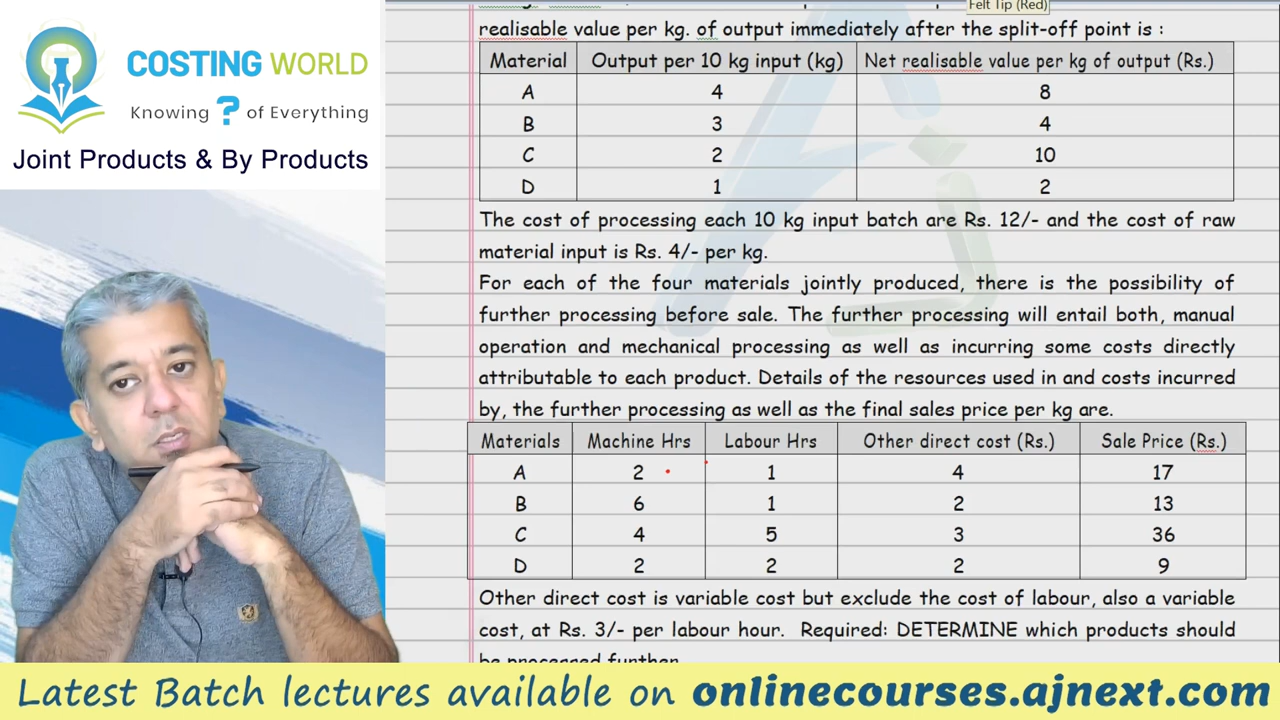 Felt Tip (Red)
COSTING WORLD
Knowing ? of Everything
Joint Products & By Products
realisable value per kg. of output immediately after the split-off point is :
Material Output per 10 kg input (kg) Net realisable value per kg of output (Rs.)
A 4 8
B 3 4
C 2 10
D 1 2
The cost of processing each 10 kg input batch are Rs. 12/- and the cost of raw
material input is Rs. 4/- per kg.
For each of the four materials jointly produced, there is the possibility of
further processing before sale. The further processing will entail both, manual
operation and mechanical processing as well as incurring some costs directly
attributable to each product. Details of the resources used in and costs incurred
by, the further processing as well as the final sales price per kg are.
Materials Machine Hrs Labour Hrs Other direct cost (Rs.) Sale Price (Rs.)
A 2 1 4 17
B 6 1 2 13
C 4 5 3 36
D 2 2 2 9
Other direct cost is variable cost but exclude the cost of labour, also a variable
cost, at Rs. 3/- per labour hour. Required: DETERMINE which products should
be processed further.
Latest Batch lectures available on onlinecourses.ajnext.com